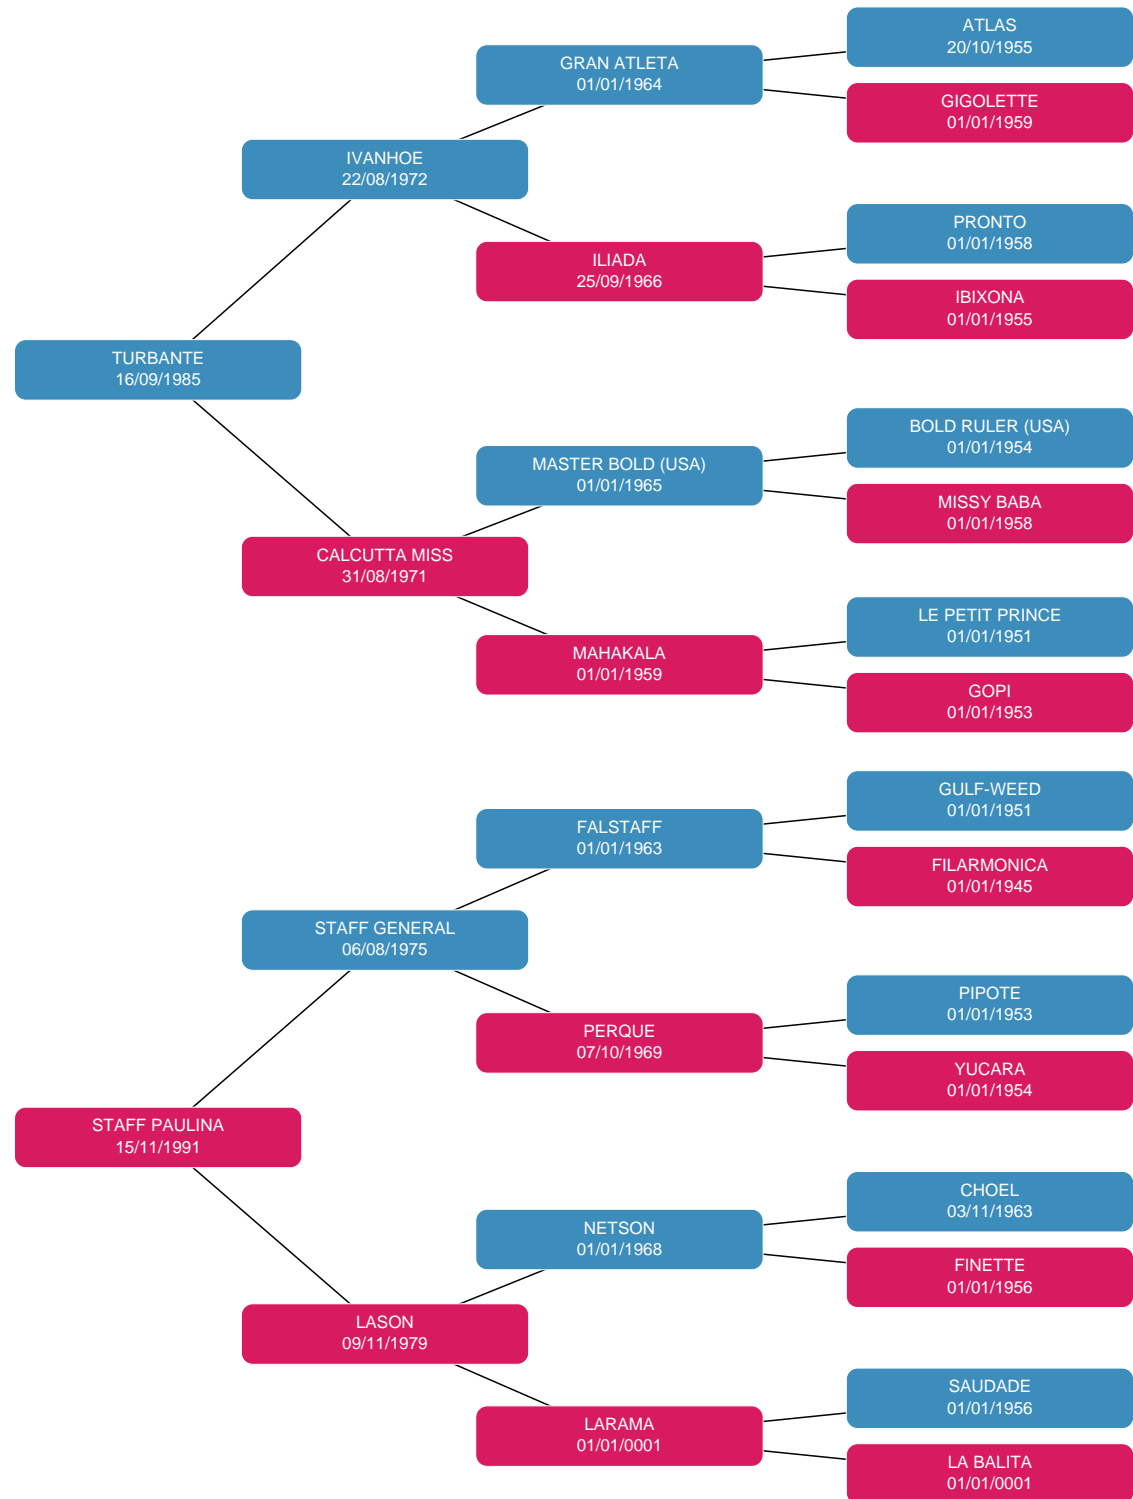 ATLAS
20/10/1955
GRAN ATLETA
01/01/1964
GIGOLETTE
01/01/1959
IVANHOE
22/08/1972
PRONTO
01/01/1958
ILIADA
25/09/1966
IBIXONA
01/01/1955
TURBANTE
16/09/1985
BOLD RULER (USA)
01/01/1954
MASTER BOLD (USA)
01/01/1965
MISSY BABA
01/01/1958
CALCUTTA MISS
31/08/1971
LE PETIT PRINCE
01/01/1951
MAHAKALA
01/01/1959
GOPI
01/01/1953
GULF-WEED
01/01/1951
FALSTAFF
01/01/1963
FILARMONICA
01/01/1945
STAFF GENERAL
06/08/1975
PIPOTE
01/01/1953
PERQUE
07/10/1969
YUCARA
01/01/1954
STAFF PAULINA
15/11/1991
CHOEL
03/11/1963
NETSON
01/01/1968
FINETTE
01/01/1956
LASON
09/11/1979
SAUDADE
01/01/1956
LARAMA
01/01/0001
LA BALITA
01/01/0001